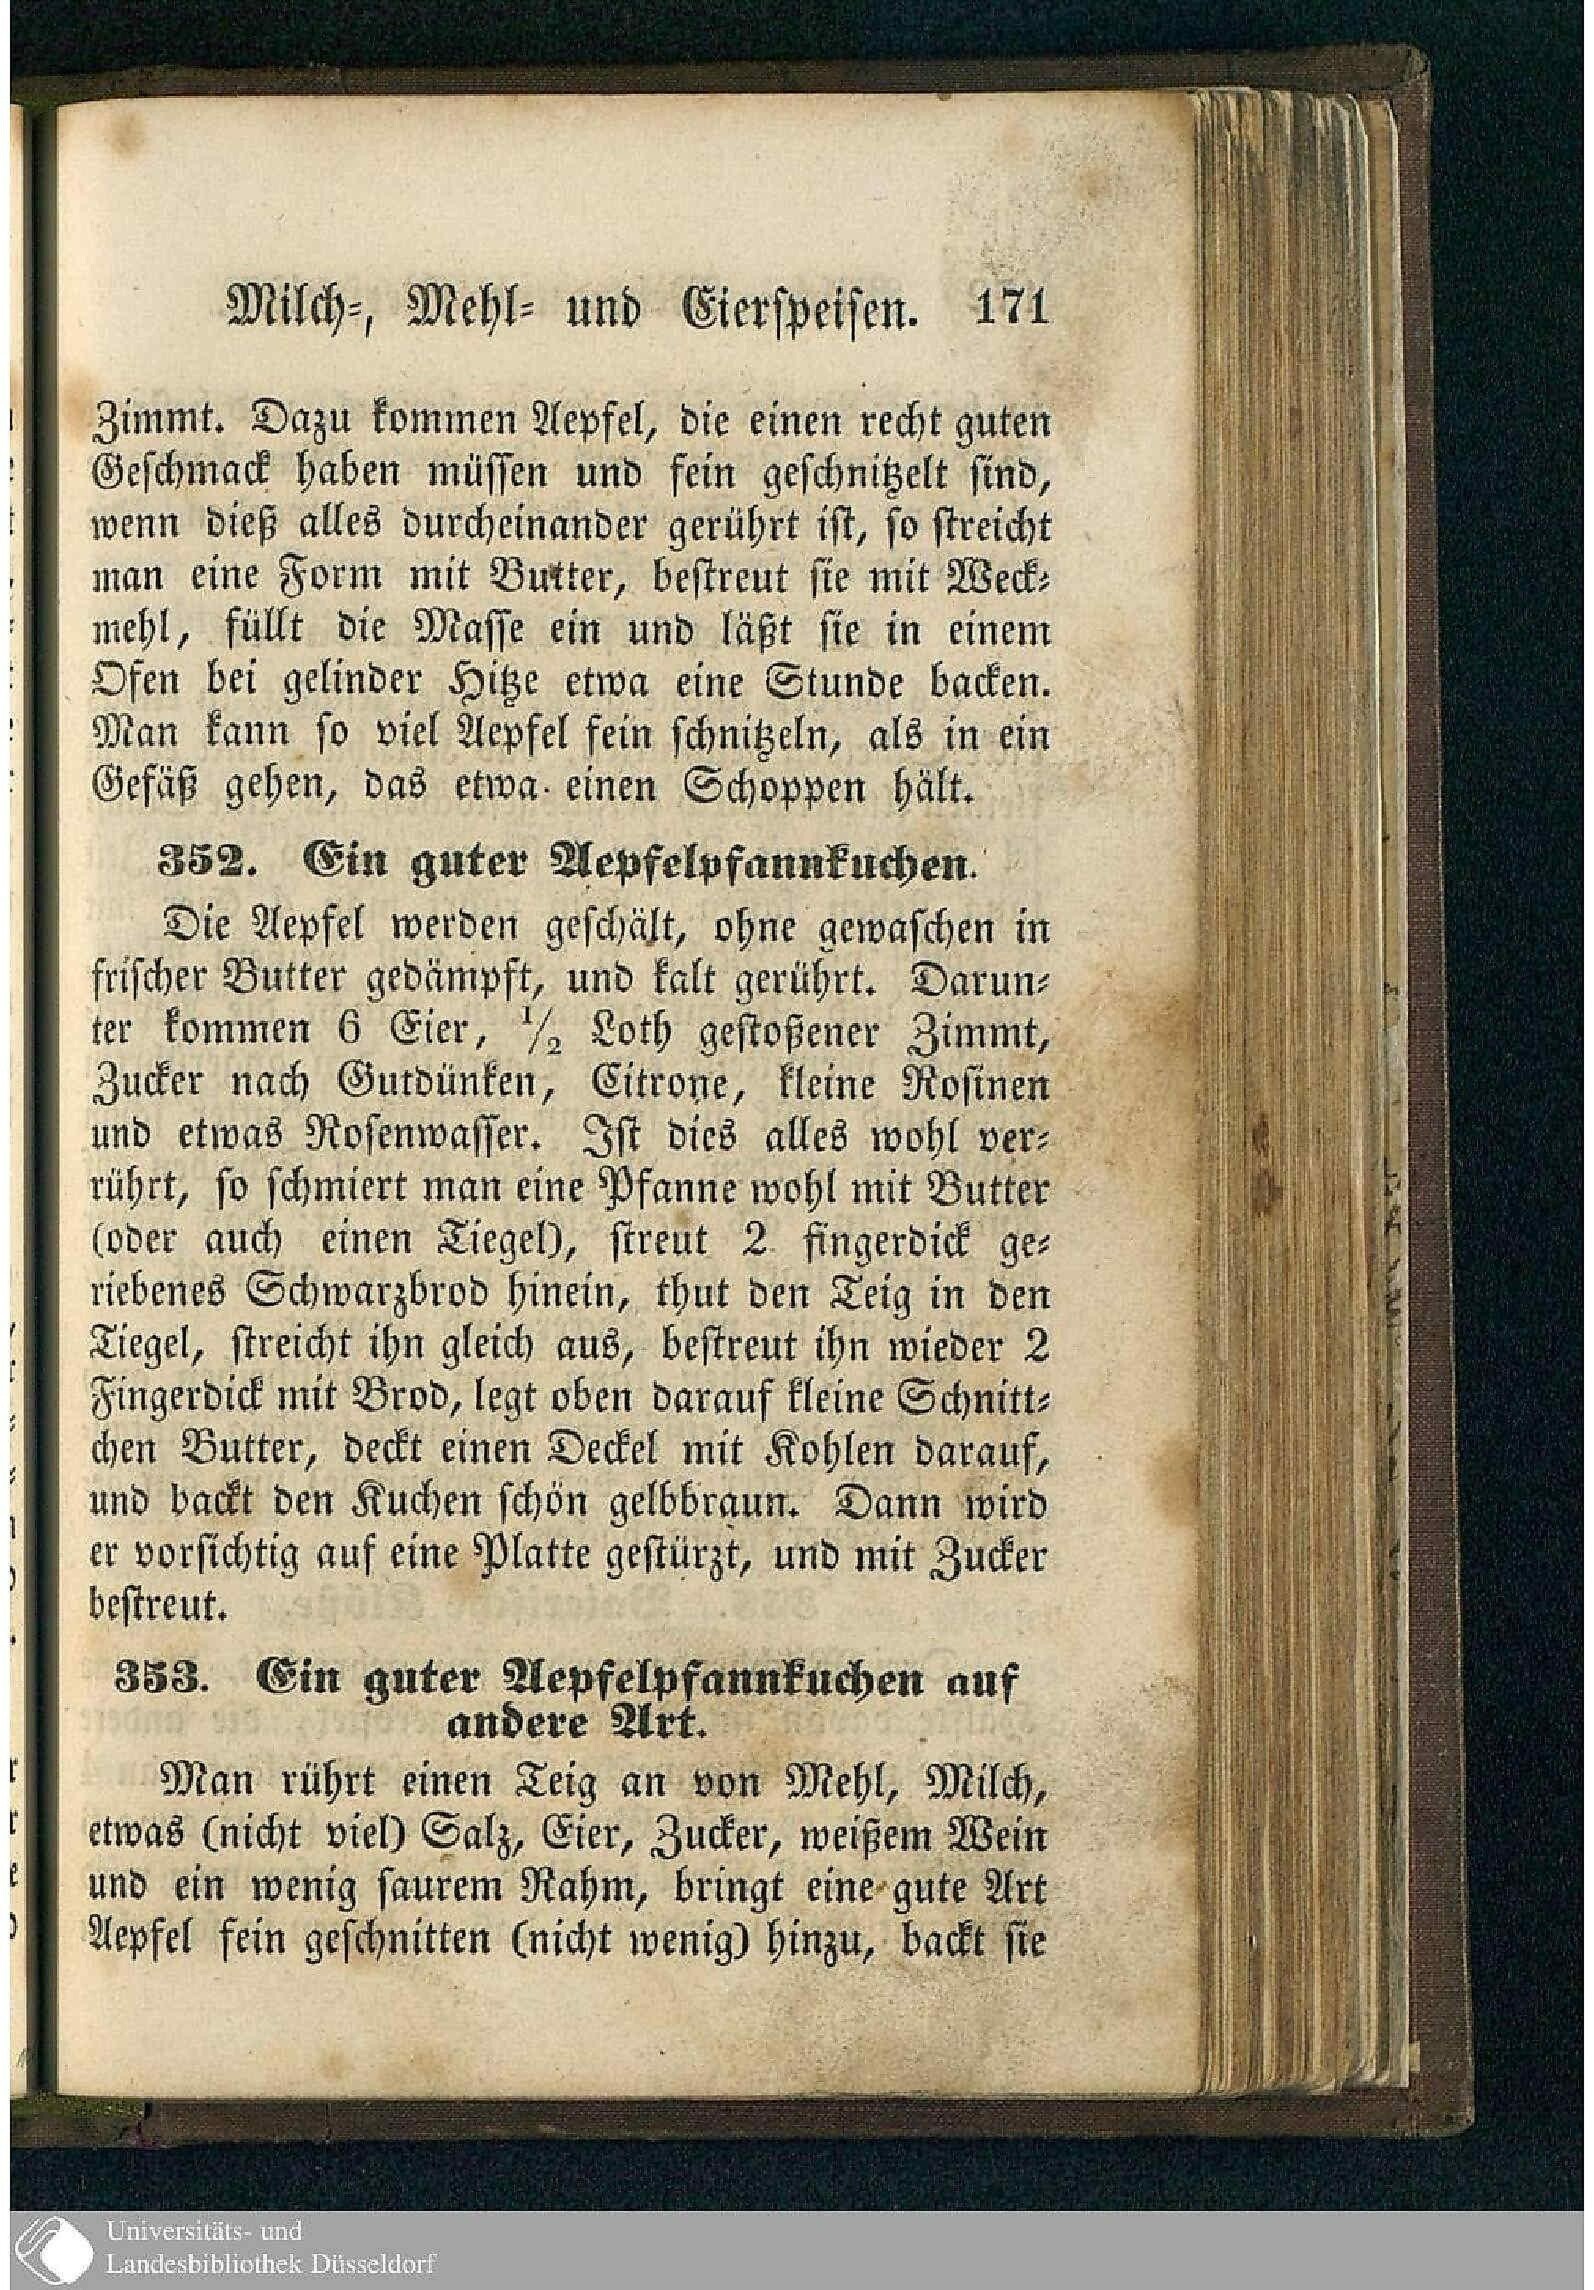 Milch-, Mehl- und Eierspeisen. 171
Zimmt. Dazu kommen Aepfel, die einen recht guten
Geschmack haben müssen und fein geschnitzelt sind,
wenn dieß alles durcheinander gerührt ist, so streicht
man eine Form mit Butter, bestreut sie mit Weck-
mehl, füllt die Masse ein und läßt sie in einem
Ofen bei gelinder Hitze etwa eine Stunde backen.
Man kann so viel Aepfel fein schnitzeln, als in ein
Gefäß gehen, das etwa einen Schoppen hält.
352. Ein guter Aepfelpfannkuchen.
Die Aepfel werden geschält, ohne gewaschen in
frischer Butter gedämpft, und kalt gerührt. Darun-
ter kommen 6 Eier, 1/2 Loth gestoßener Zimmt,
Zucker nach Gutdünken, Citrone, kleine Rosinen
und etwas Rosenwasser. Ist dies alles wohl ver-
rührt, so schmiert man eine Pfanne wohl mit Butter
(oder auch einen Tiegel), streut 2 fingerdick ge-
riebenes Schwarzbrod hinein, thut den Teig in den
Tiegel, streicht ihn gleich aus, bestreut ihn wieder 2
Fingerdick mit Brod, legt oben darauf kleine Schnitt-
chen Butter, deckt einen Deckel mit Kohlen darauf,
und backt den Kuchen schön gelbbraun. Dann wird
er vorsichtig auf eine Platte gestürzt, und mit Zucker
bestreut.
353. Ein guter Aepfelpfannkuchen auf
andere Art.
Man rührt einen Teig an von Mehl, Milch,
etwas (nicht viel) Salz, Eier, Zucker, weißem Wein
und ein wenig saurem Rahm, bringt eine gute Art
Aepfel fein geschnitten (nicht wenig) hinzu, backt sie
Universitäts- und
Landesbibliothek Düsseldorf